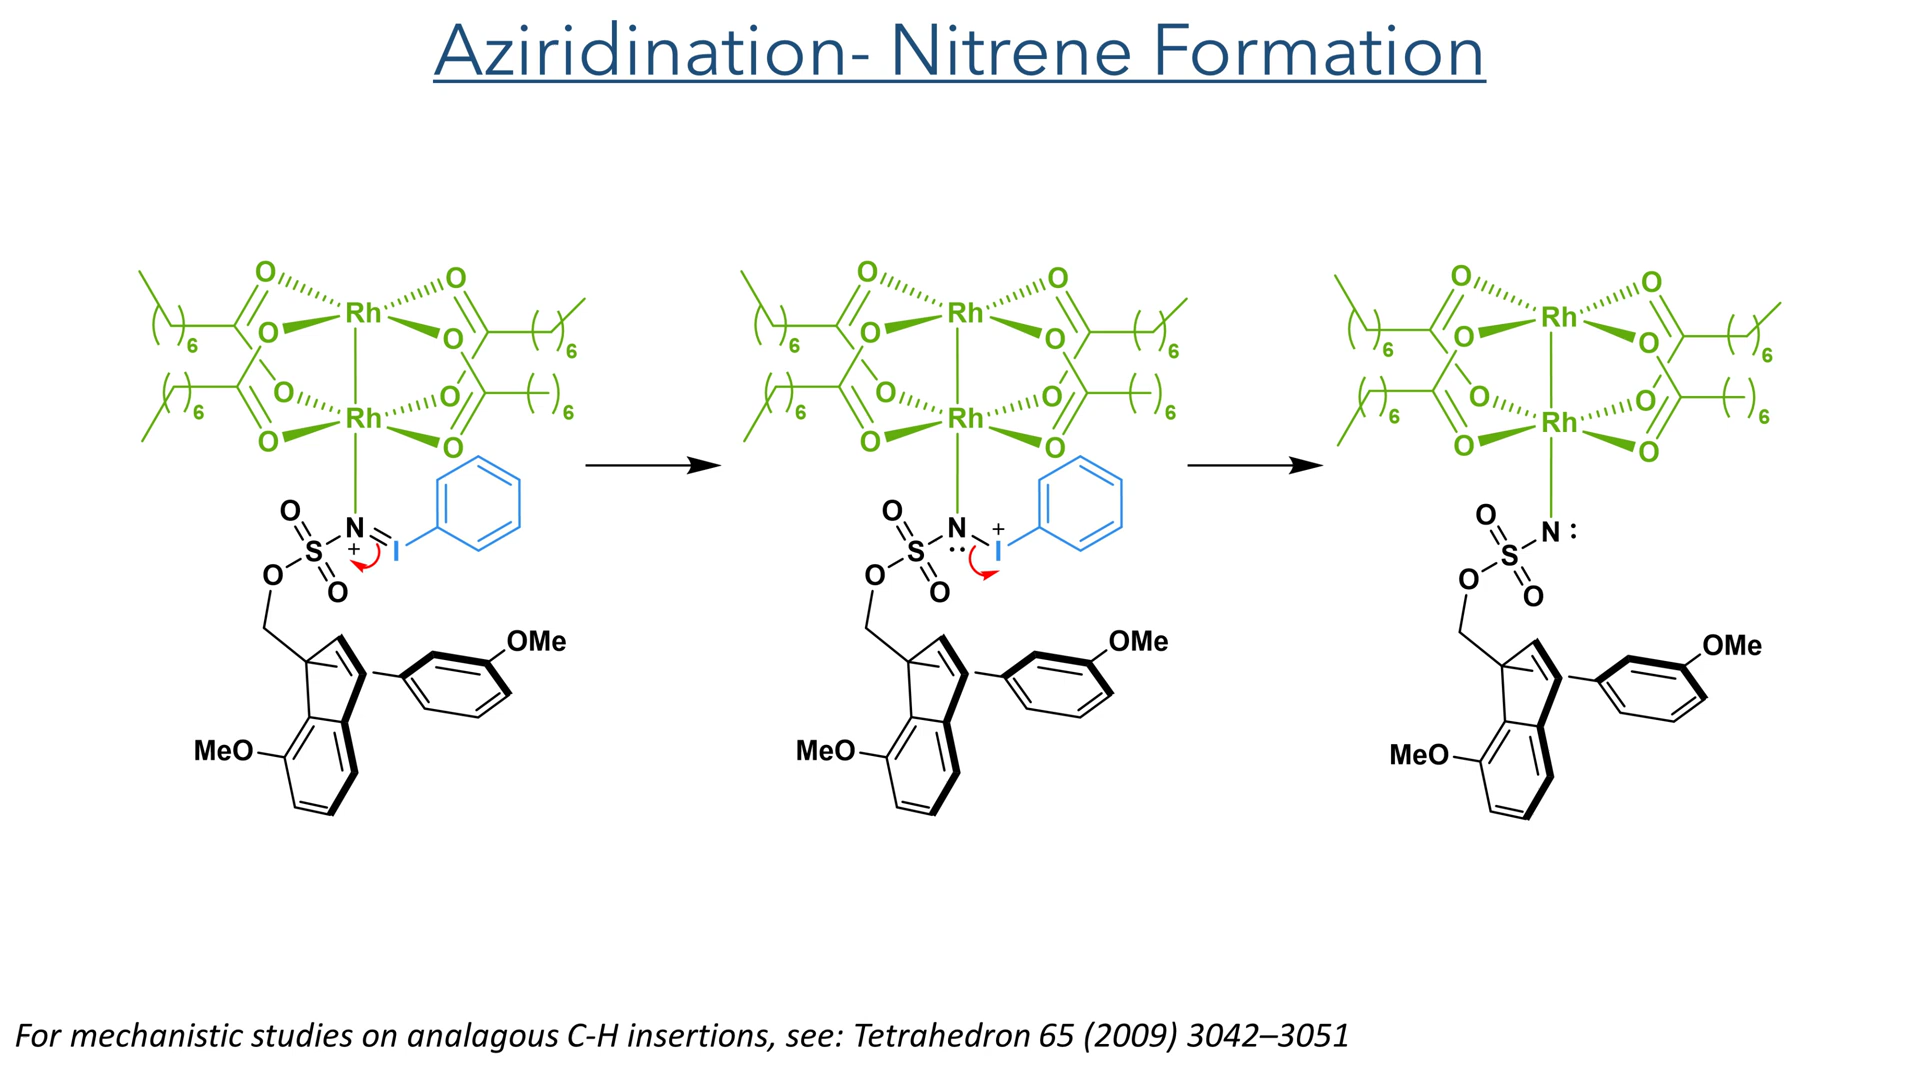 Aziridination- Nitrene Formation
O O O O O O
Rh Rh Rh
( )6 O O ( )6 ( )6 O O ( )6 ( )6 O O ( )6
( )6 O O ( )6 ( )6 O O ( )6 ( )6 O O ( )6
Rh Rh Rh
O O O O O O
O N I O N + I O N :
S + S •• S
O O O O O O
OMe OMe OMe
MeO MeO MeO
For mechanistic studies on analagous C-H insertions, see: Tetrahedron 65 (2009) 3042–3051